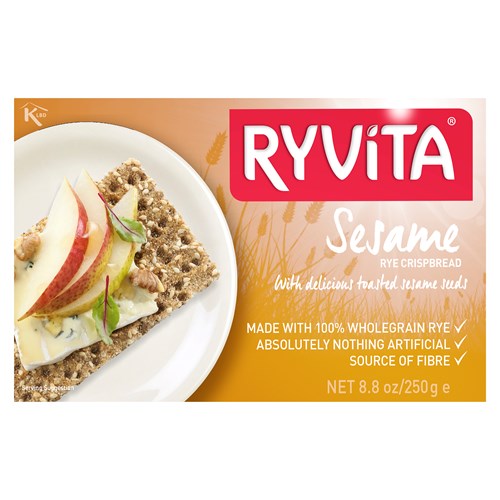 K LBD
RYVITA®
Sesame
RYE CRISPBREAD
With delicious toasted sesame seeds
MADE WITH 100% WHOLEGRAIN RYE ✓
ABSOLUTELY NOTHING ARTIFICIAL ✓
SOURCE OF FIBRE ✓
NET 8.8 oz/250g e
Serving Suggestion